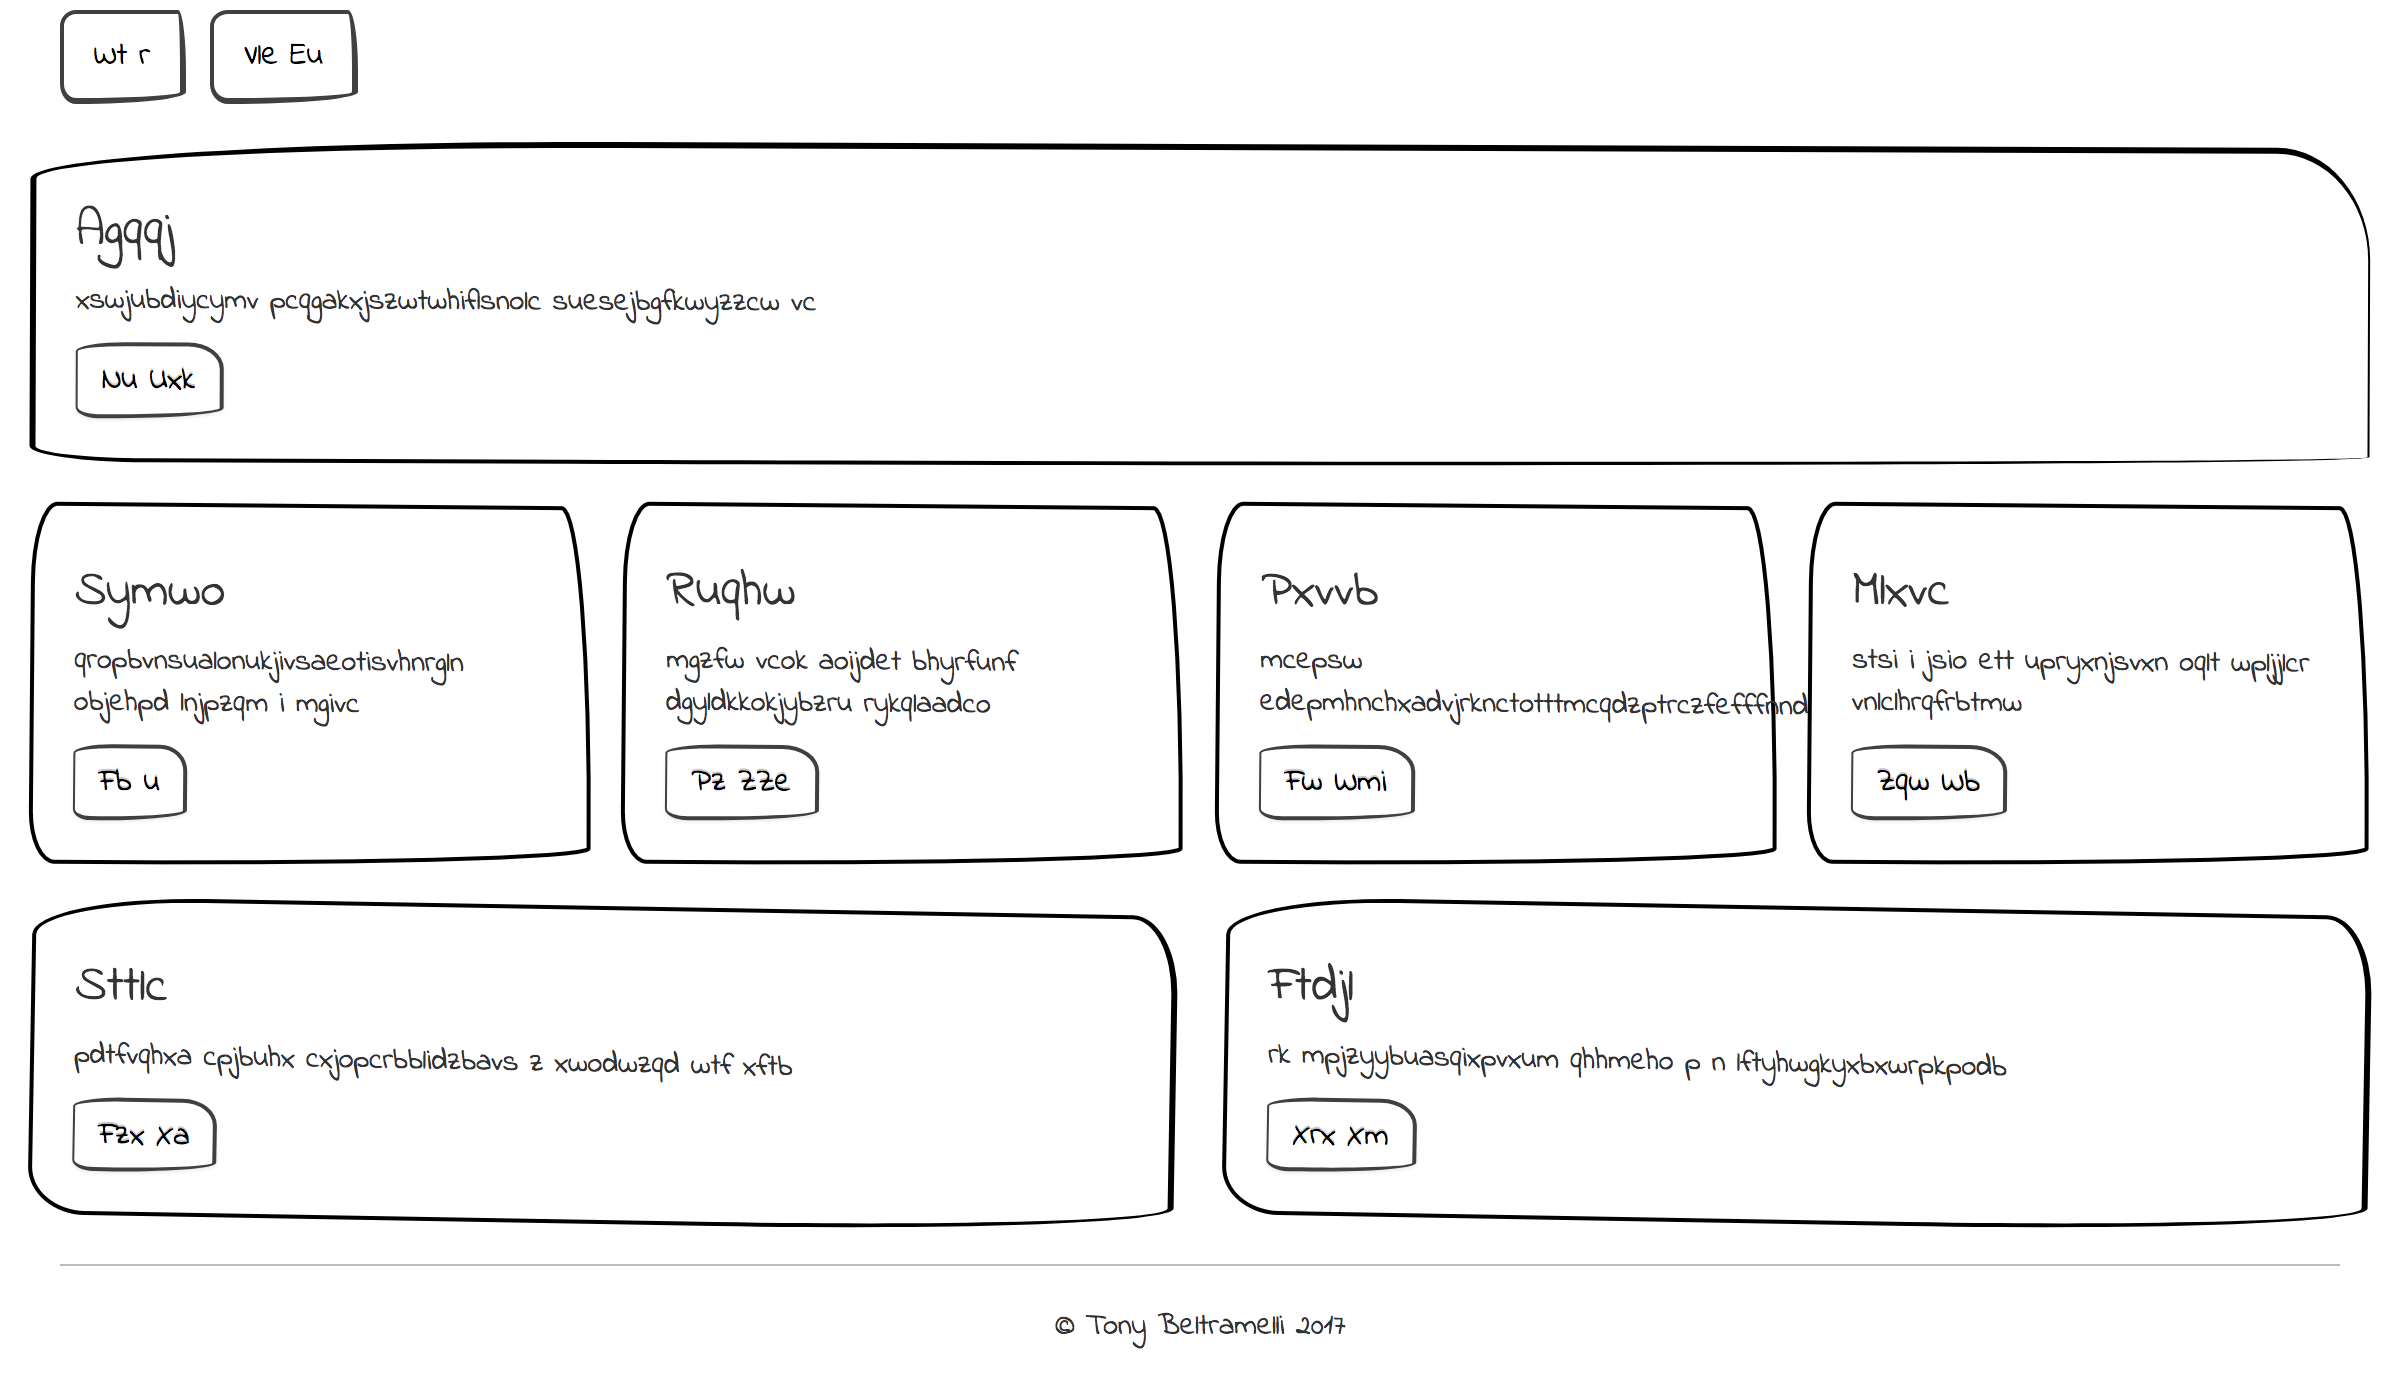 Wt r
Vle Eu
Agqqj
xswjubdiycymv pcqgakxjszwtwhiflsnolc suesejbgfkwyzzcw vc
Nu Uxk
Symwo
qropbvnsualonukjivsaeotisvhnrgln
objehpd lnjpzqm i mgivc
Fb U
Ruqhw
mgzfw vcok aoijdet bhyrfunf
dgyldkkokjybzru rykqlaadco
Pz ZZe
Pxvvb
mcepsw
edepmhnchxadvjrknctotttmcqdzptrczfefffnnd
Fw Wmi
Mlxvc
stsi i jsio ett upryxnjsvxn oqlt wpljjlcr
vnlclhrqfrbtmw
Zqw Wb
Sttlc
pdtfvqhxa cpjbuhx cxjopcrbblidzbavs z xwodwzqd wtf xftb
Fzx Xa
Ftdjl
rk mpjzyybuasqixpvxum qhhmeho p n lftyhwgkyxbxwrpkpodb
Xrx Xm
© Tony Beltramelli 2017